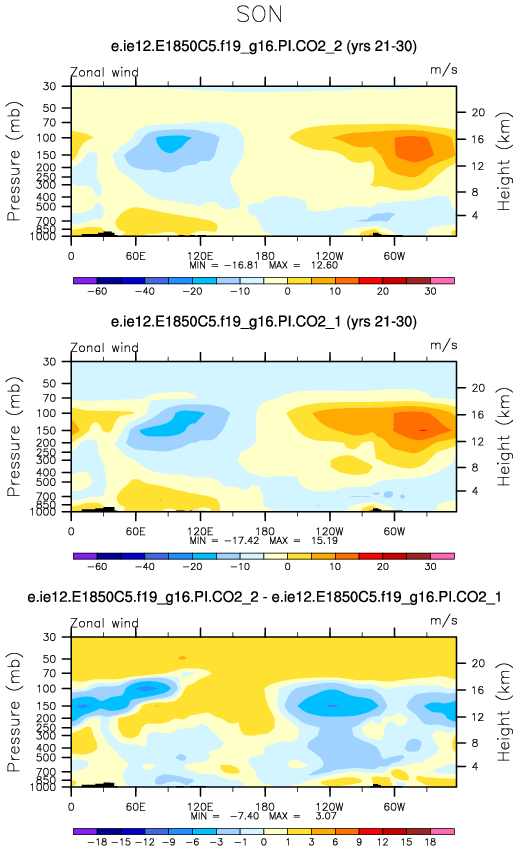 SON
e.ie12.E1850C5.f19_g16.PI.CO2_2 (yrs 21-30)
Zonal wind m/s
Pressure (mb)
30
50
70
100
150
200
250
300
400
500
700
850
1000
24
20
16
12
8
4
Height (km)
0 60E 120E 180 120W 60W
MIN = -16.81 MAX = 12.60
-60 -40 -20 -10 0 5 10 15 20 30
e.ie12.E1850C5.f19_g16.PI.CO2_1 (yrs 21-30)
Zonal wind m/s
Pressure (mb)
30
50
70
100
150
200
250
300
400
500
700
850
1000
24
20
16
12
8
4
Height (km)
0 60E 120E 180 120W 60W
MIN = -17.42 MAX = 15.19
-60 -40 -20 -10 0 5 10 15 20 30
e.ie12.E1850C5.f19_g16.PI.CO2_2 - e.ie12.E1850C5.f19_g16.PI.CO2_1
Zonal wind m/s
Pressure (mb)
30
50
70
100
150
200
250
300
400
500
700
850
1000
24
20
16
12
8
4
Height (km)
0 60E 120E 180 120W 60W
MIN = -7.40 MAX = 3.07
-18 -15 -12 -9 -6 -3 -1 0 1 3 6 9 12 15 18